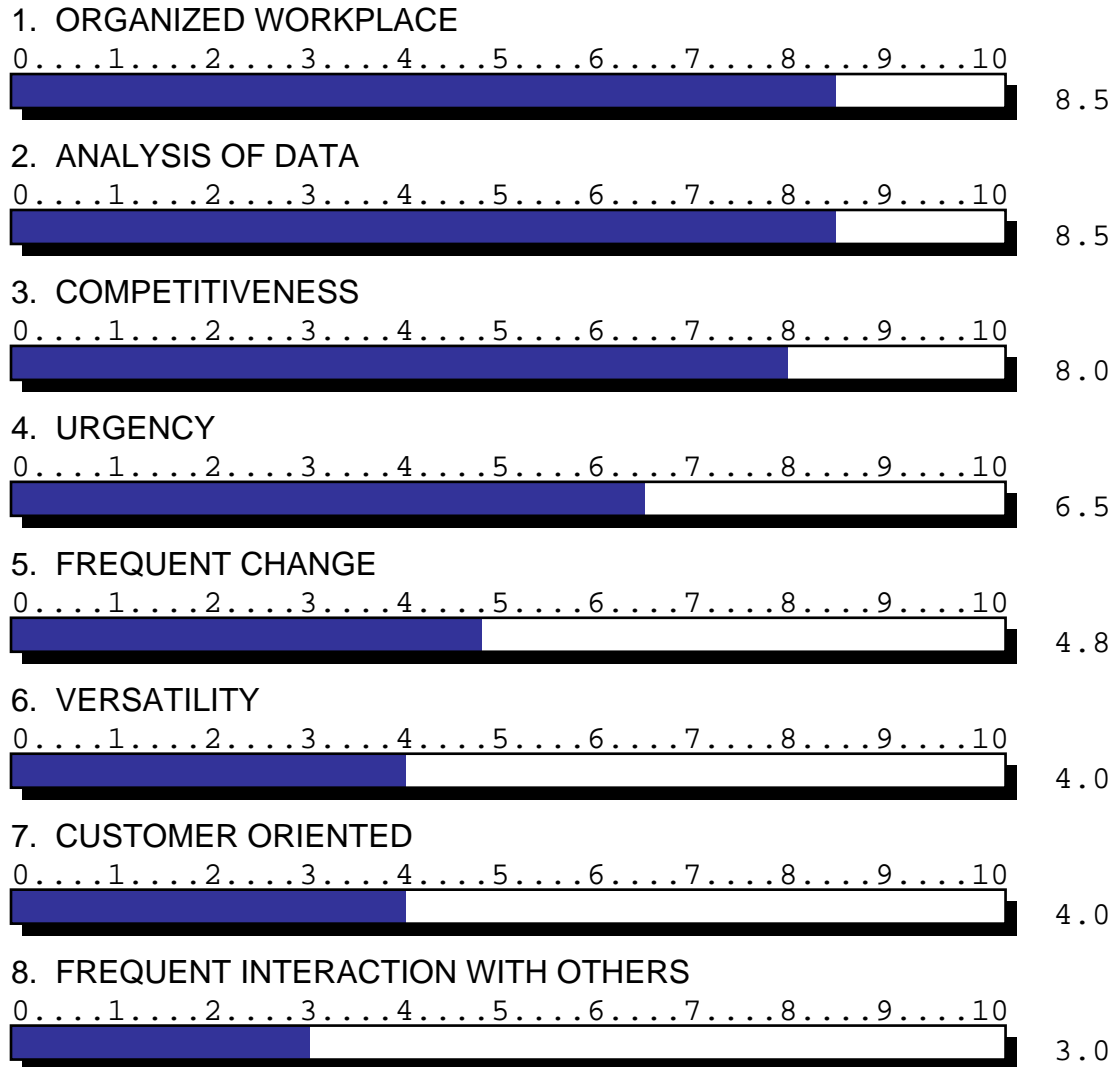 1. ORGANIZED WORKPLACE
0....1....2....3....4....5....6....7....8....9....10
8.5
2. ANALYSIS OF DATA
0....1....2....3....4....5....6....7....8....9....10
8.5
3. COMPETITIVENESS
0....1....2....3....4....5....6....7....8....9....10
8.0
4. URGENCY
0....1....2....3....4....5....6....7....8....9....10
6.5
5. FREQUENT CHANGE
0....1....2....3....4....5....6....7....8....9....10
4.8
6. VERSATILITY
0....1....2....3....4....5....6....7....8....9....10
4.0
7. CUSTOMER ORIENTED
0....1....2....3....4....5....6....7....8....9....10
4.0
8. FREQUENT INTERACTION WITH OTHERS
0....1....2....3....4....5....6....7....8....9....10
3.0